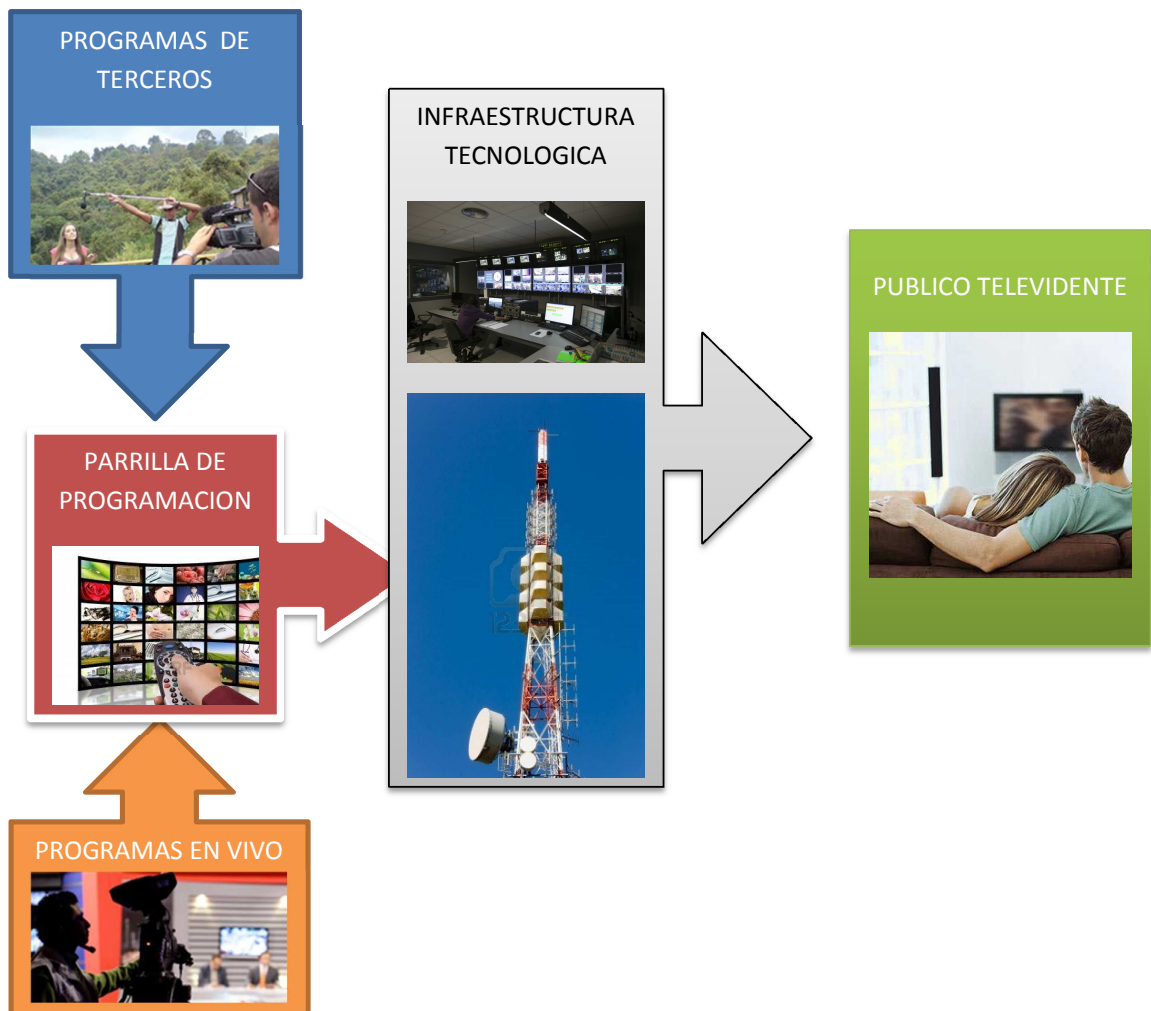 PROGRAMAS DE
TERCEROS
INFRAESTRUCTURA
TECNOLOGICA
PUBLICO TELEVIDENTE
PARRILLA DE
PROGRAMACION
PROGRAMAS EN VIVO